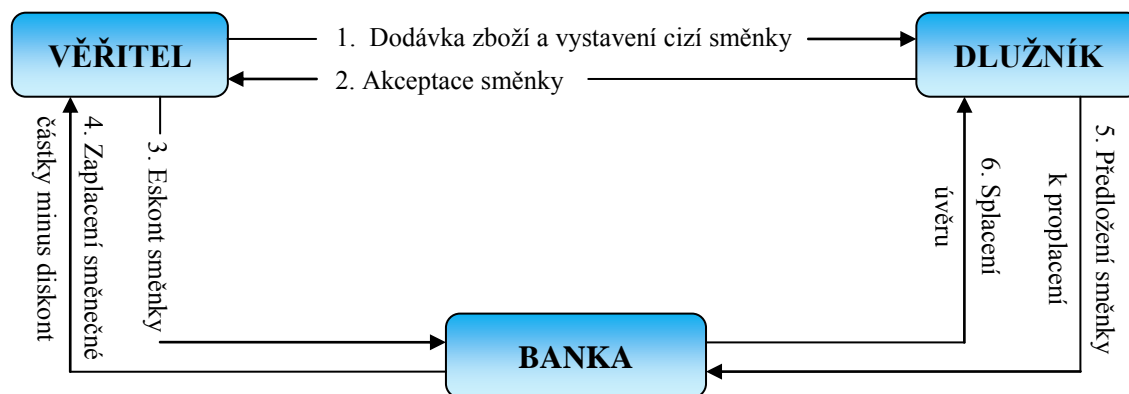 VĚŘITEL
1. Dodávka zboží a vystavení cizí směnky
2. Akceptace směnky
DLUŽNÍK
4. Zaplacení směnečné
částky minus diskont
3. Eskont směnky
6. Splacení
úvěru
5. Předložení směnky
k proplacení
BANKA